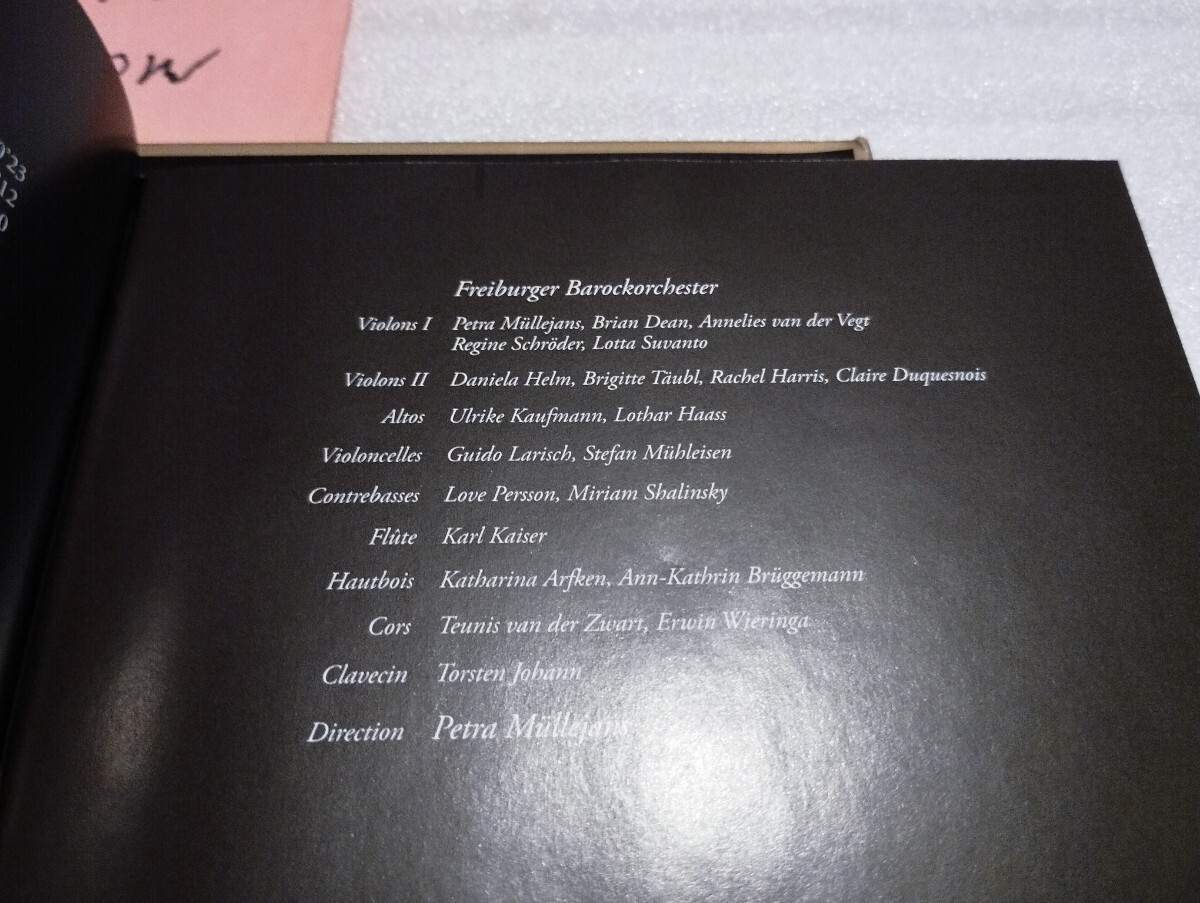 23
12
0
Freiburger Barockorchester
Violons I Petra Müllejans, Brian Dean, Annelies van der Vegt
Regine Schröder, Lotta Suvanto
Violons II Daniela Helm, Brigitte Täubl, Rachel Harris, Claire Duquesnois
Altos Ulrike Kaufmann, Lothar Haass
Violoncelles Guido Larisch, Stefan Mühleisen
Contrebasses Love Persson, Miriam Shalinsky
Flûte Karl Kaiser
Hautbois Katharina Arfken, Ann-Kathrin Brüggemann
Cors Teunis van der Zwart, Erwin Wieringa
Clavecin Torsten Johann
Direction Petra Müllejans